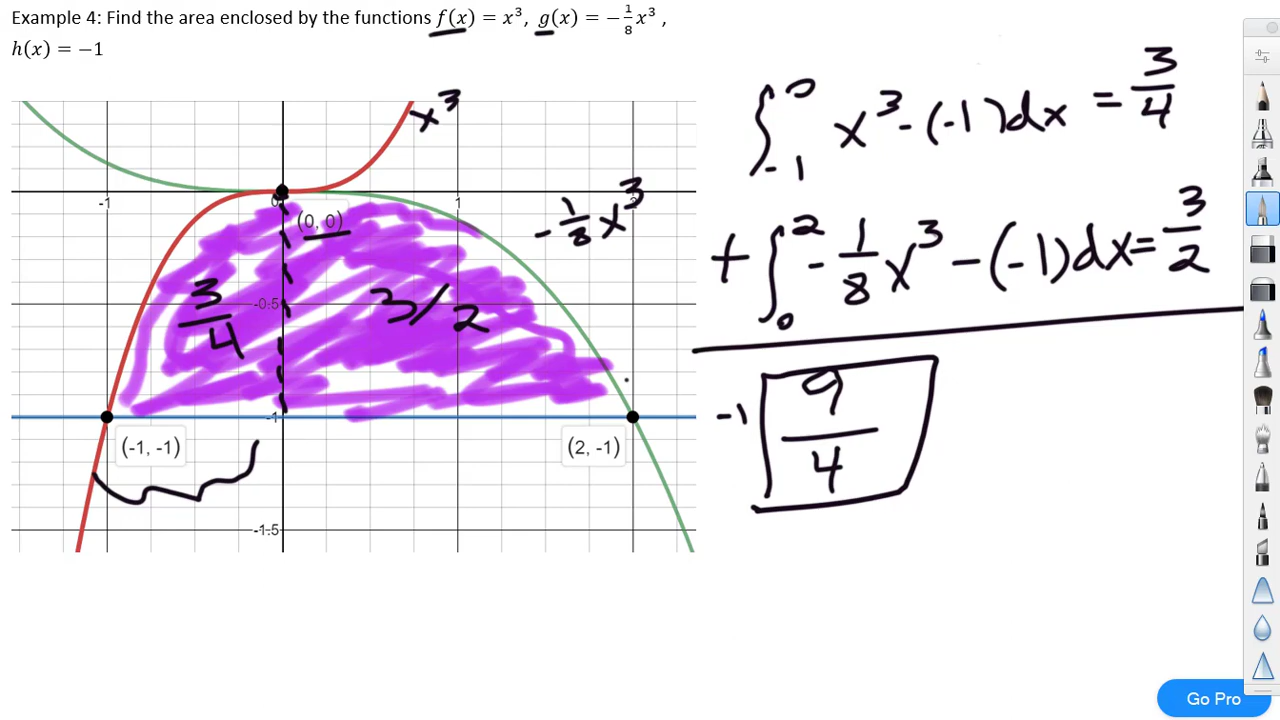 Example 4: Find the area enclosed by the functions f(x) = x³, g(x) = −⅛x³ ,
h(x) = −1
x³
-1
0
1
2
(0, 0)
-⅛x³
-0.5
3/4
3/2
-1
(-1, -1)
(2, -1)
-1.5
∫₋₁⁰ x³-(-1)dx = 3/4
+ ∫₀² -⅛x³-(-1)dx = 3/2
-1
9/4
Go Pro